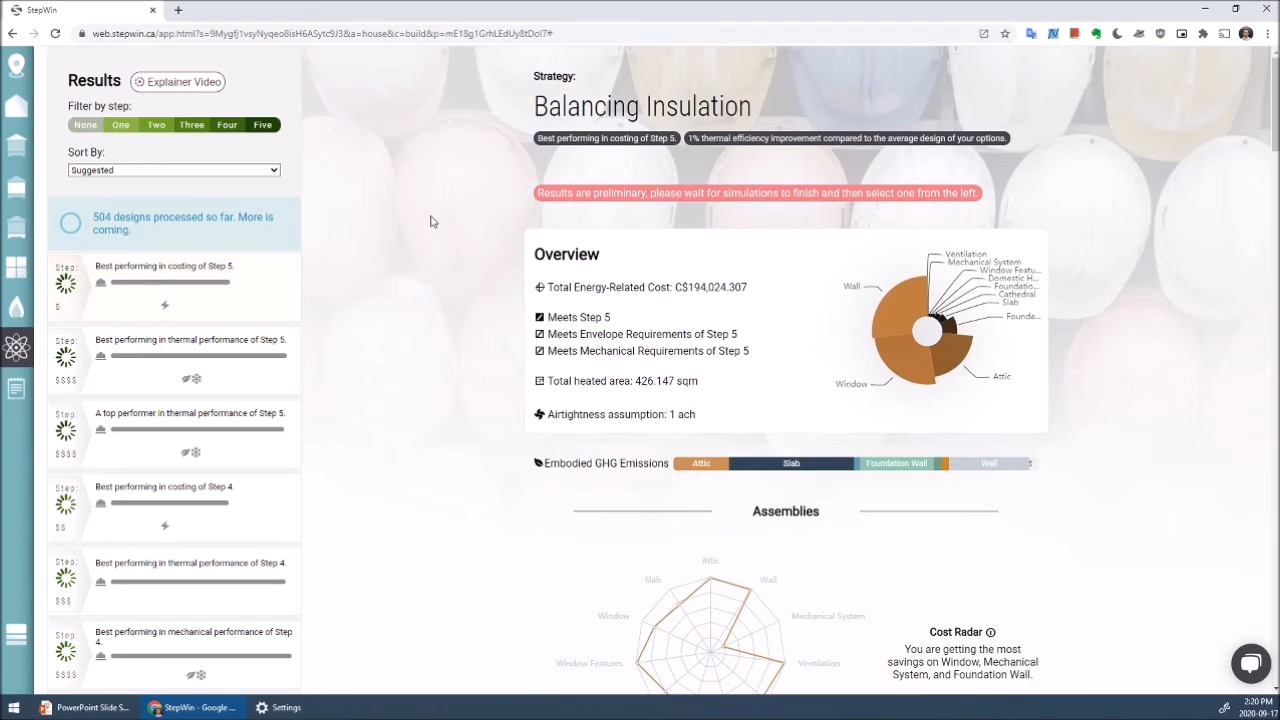 StepWin
web.stepwin.ca/app.html?s=9Mygfj1vsyNyqeo8isH6ASytc9J3&a=house&c=build&p=mE18g1GrhLEdUy8tDoI7#
Results
Explainer Video
Filter by step:
None One Two Three Four Five
Sort By:
Suggested
504 designs processed so far. More is
coming.
Step:
Best performing in costing of Step 5.
$
Step:
Best performing in thermal performance of Step 5.
$$$$
Step:
A top performer in thermal performance of Step 5.
$$$$
Step:
Best performing in costing of Step 4.
$$
Step:
Best performing in thermal performance of Step 4.
$$$
Step:
Best performing in mechanical performance of Step
4.
$$$$
Strategy:
Balancing Insulation
Best performing in costing of Step 5. 1% thermal efficiency improvement compared to the average design of your options.
Results are preliminary, please wait for simulations to finish and then select one from the left.
Overview
Total Energy-Related Cost: C$194,024.307
Meets Step 5
Meets Envelope Requirements of Step 5
Meets Mechanical Requirements of Step 5
Total heated area: 426.147 sqm
Airtightness assumption: 1 ach
Ventilation
Mechanical System
Window Featu...
Domestic H...
Foundatio...
Cathedral
Slab
Founda...
Attic
Window
Wall
Embodied GHG Emissions Attic Slab Foundation Wall Wall t
Assemblies
Attic
Wall
Mechanical System
Ventilation
Slab
Window
Window Features
Cost Radar
You are getting the most
savings on Window, Mechanical
System, and Foundation Wall.
PowerPoint Slide S...
StepWin - Google ...
Settings
2:20 PM
2020-09-17